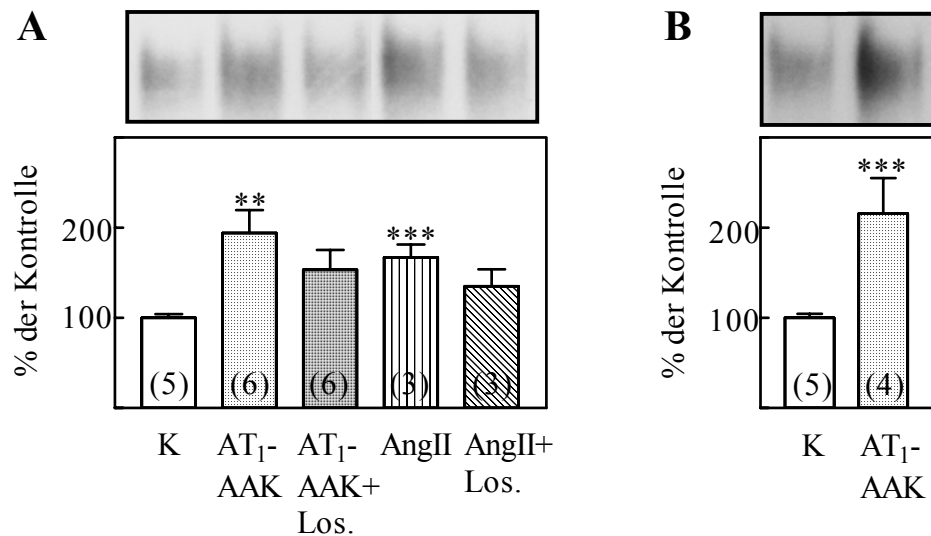 A
% der Kontrolle
200
100
** ***
(5) (6) (6) (3) (3)
K AT₁- AT₁- AngII AngII+
AAK AAK+ Los.
Los.
B
% der Kontrolle
200
100
***
(5) (4)
K AT₁-
AAK